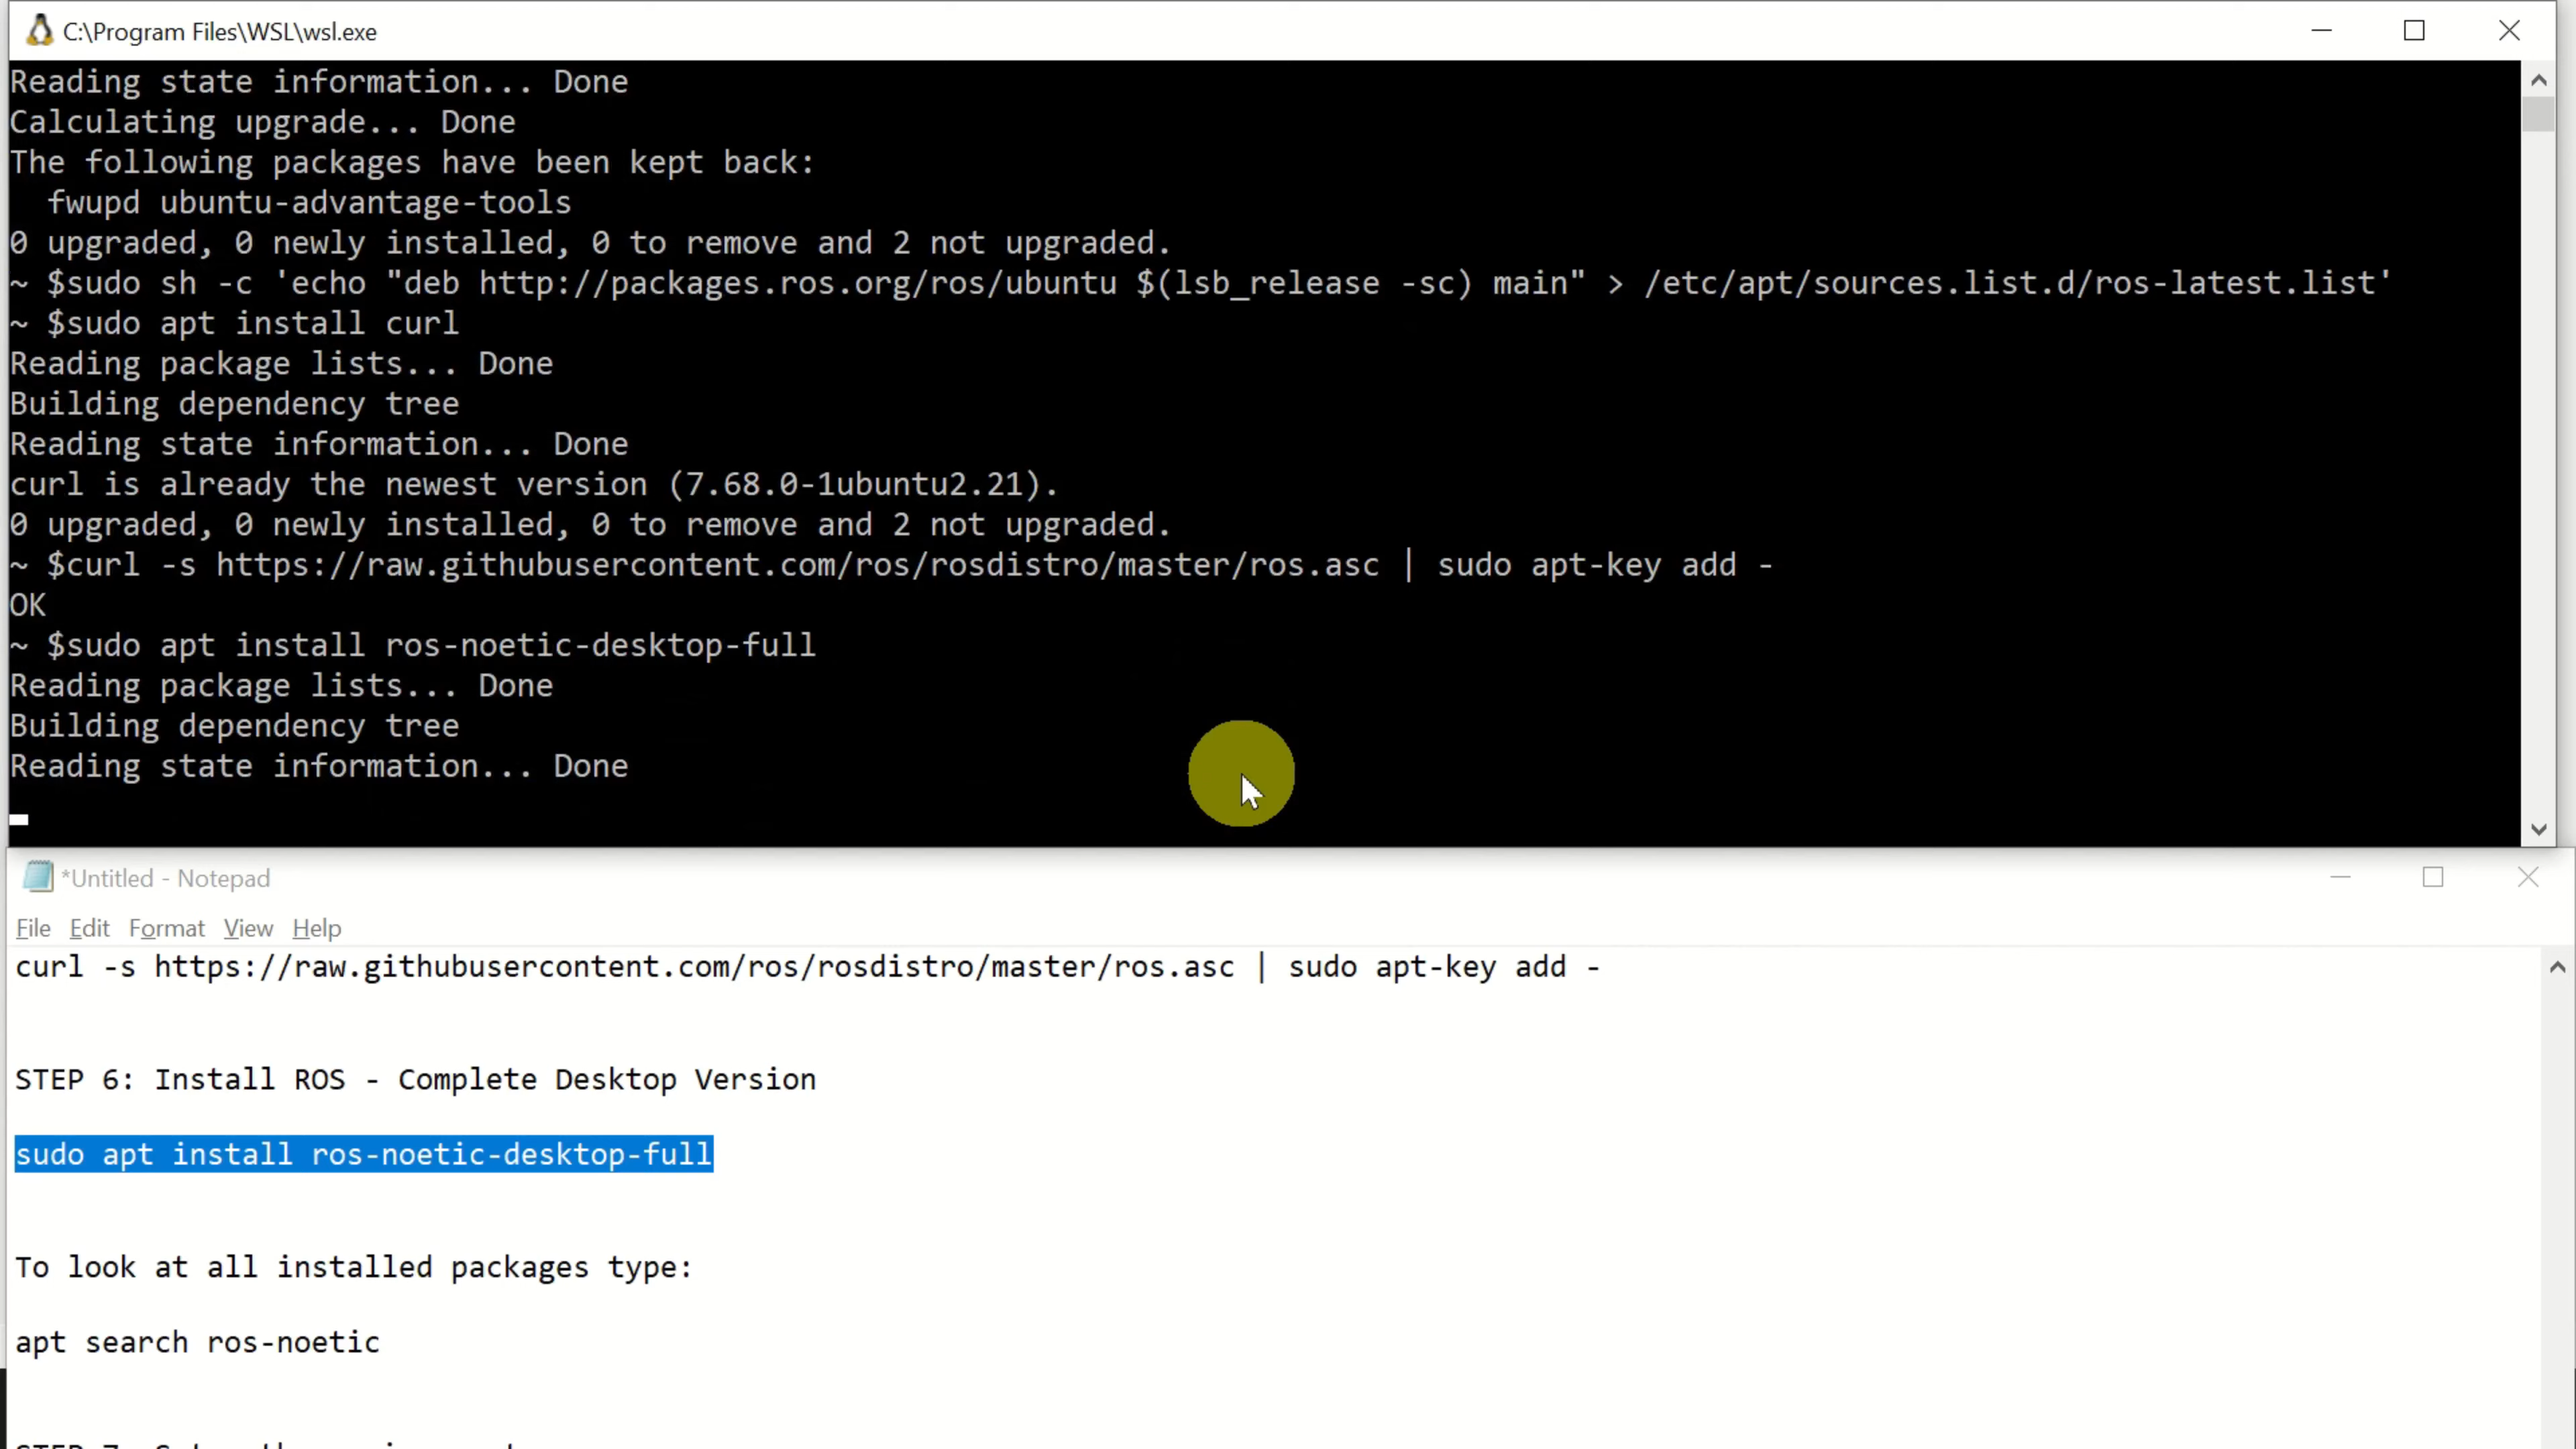 C:\Program Files\WSL\wsl.exe
Reading state information... Done
Calculating upgrade... Done
The following packages have been kept back:
  fwupd ubuntu-advantage-tools
0 upgraded, 0 newly installed, 0 to remove and 2 not upgraded.
~ $sudo sh -c 'echo "deb http://packages.ros.org/ros/ubuntu $(lsb_release -sc) main" > /etc/apt/sources.list.d/ros-latest.list'
~ $sudo apt install curl
Reading package lists... Done
Building dependency tree
Reading state information... Done
curl is already the newest version (7.68.0-1ubuntu2.21).
0 upgraded, 0 newly installed, 0 to remove and 2 not upgraded.
~ $curl -s https://raw.githubusercontent.com/ros/rosdistro/master/ros.asc | sudo apt-key add -
OK
~ $sudo apt install ros-noetic-desktop-full
Reading package lists... Done
Building dependency tree
Reading state information... Done
*Untitled - Notepad
File Edit Format View Help
curl -s https://raw.githubusercontent.com/ros/rosdistro/master/ros.asc | sudo apt-key add -
STEP 6: Install ROS - Complete Desktop Version
sudo apt install ros-noetic-desktop-full
To look at all installed packages type:
apt search ros-noetic